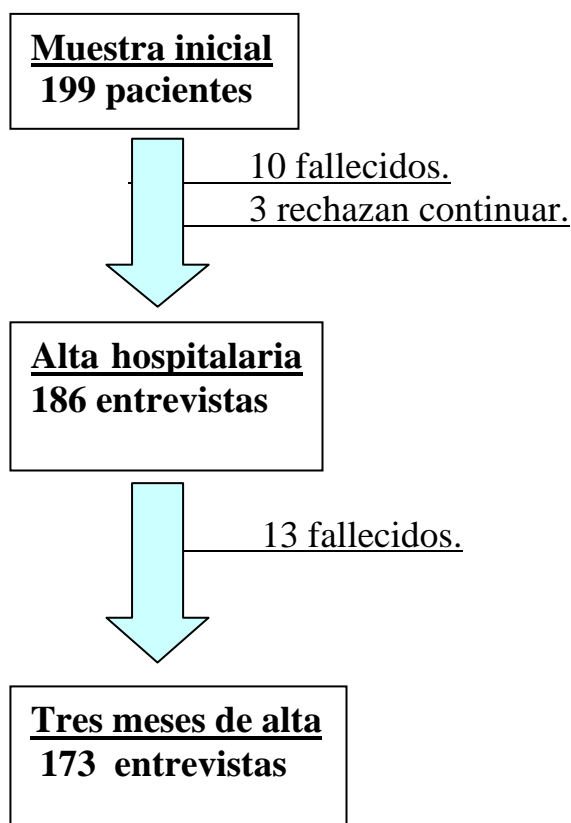 Muestra inicial
199 pacientes
10 fallecidos.
3 rechazan continuar.
Alta hospitalaria
186 entrevistas
13 fallecidos.
Tres meses de alta
173 entrevistas